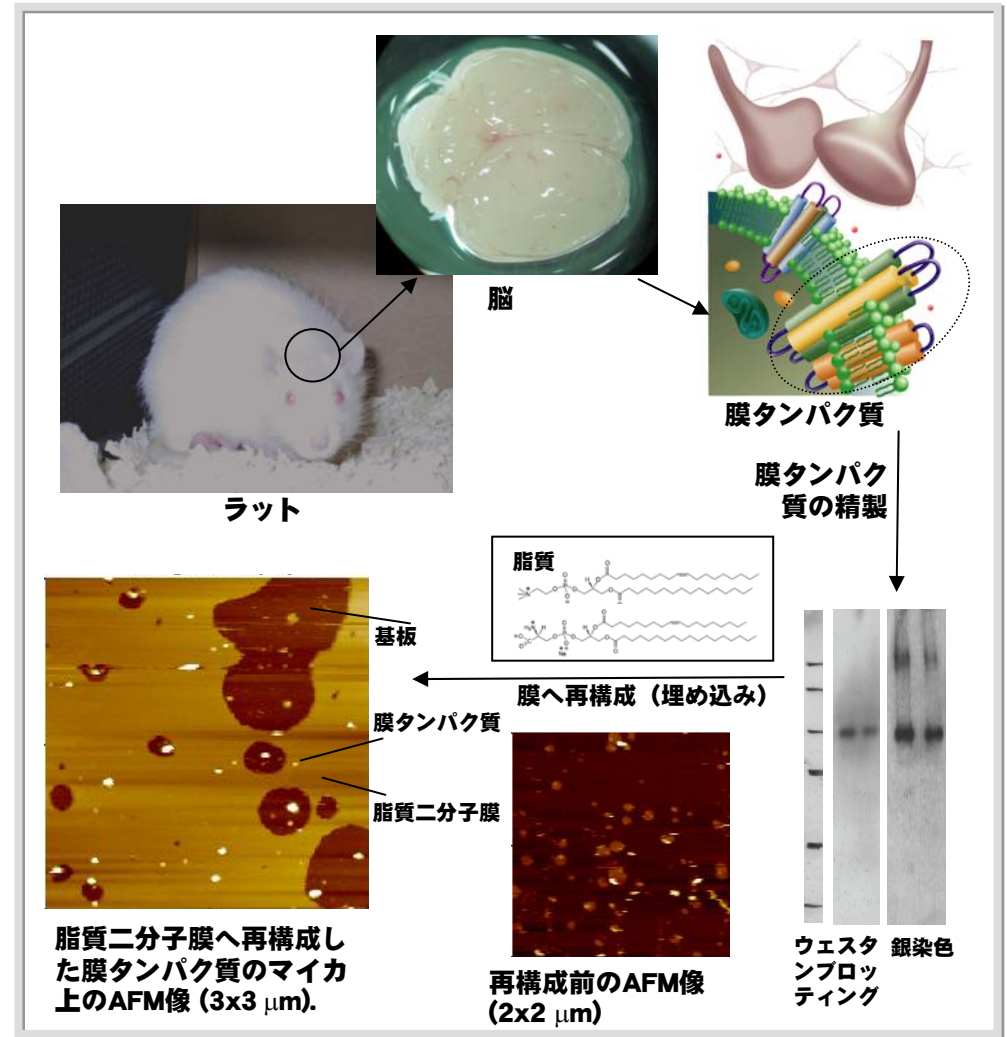 脳
膜タンパク質
ラット
膜タンパク
質の精製
脂質
基板
膜へ再構成（埋め込み）
膜タンパク質
脂質二分子膜
脂質二分子膜へ再構成し
た膜タンパク質のマイカ
上のAFM像 (3x3 μm).
再構成前のAFM像
(2x2 μm)
ウェスタ
ンブロッ
ティング
銀染色